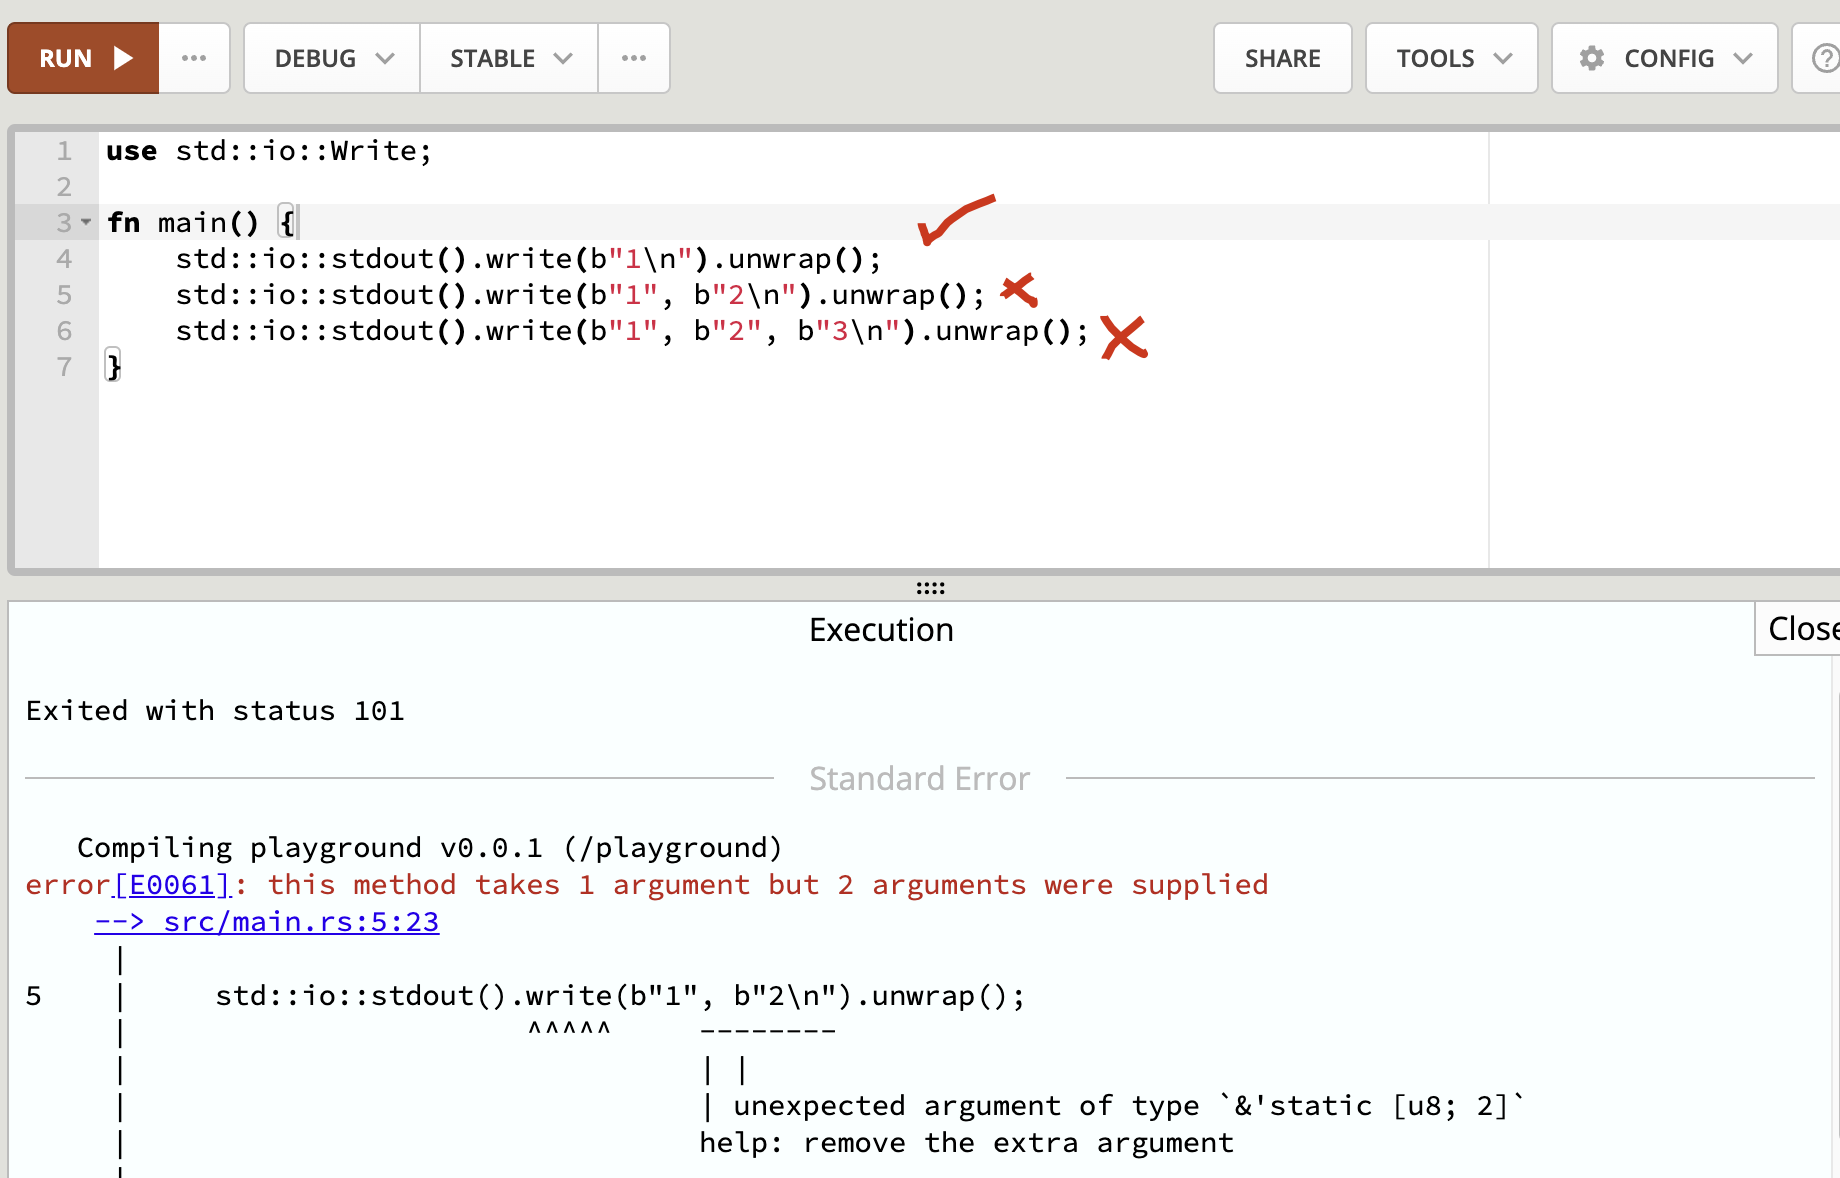 RUN ▶ ··· DEBUG STABLE ··· SHARE TOOLS CONFIG ?
1 use std::io::Write;
2
3 fn main() {
4     std::io::stdout().write(b"1\n").unwrap();
5     std::io::stdout().write(b"1", b"2\n").unwrap();
6     std::io::stdout().write(b"1", b"2", b"3\n").unwrap();
7 }
Execution
Close
Exited with status 101
Standard Error
   Compiling playground v0.0.1 (/playground)
error[E0061]: this method takes 1 argument but 2 arguments were supplied
    --> src/main.rs:5:23
     |
5    |     std::io::stdout().write(b"1", b"2\n").unwrap();
     |                       ^^^^^     --------
     |                                 | |
     |                                 | unexpected argument of type `&'static [u8; 2]`
     |                                 help: remove the extra argument
     |